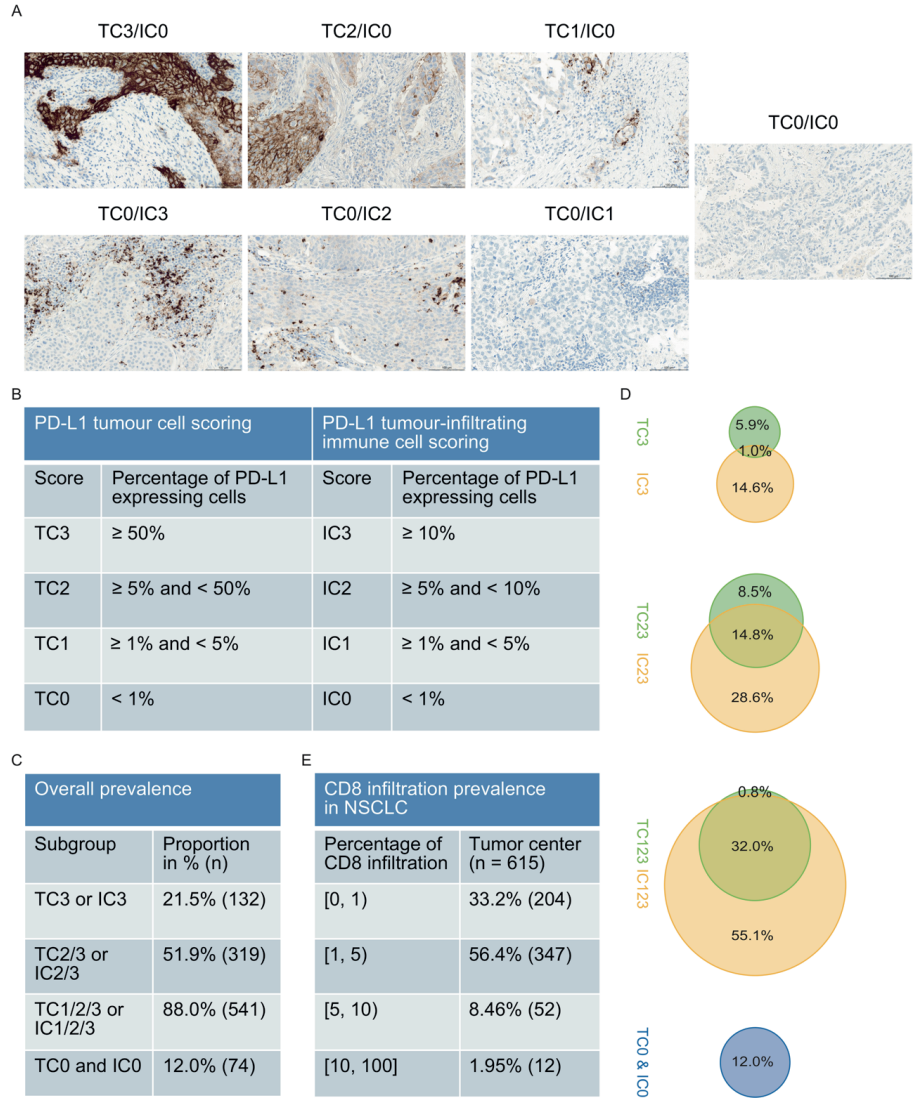 A
TC3/IC0
TC2/IC0
TC1/IC0
TC0/IC0
TC0/IC3
TC0/IC2
TC0/IC1
B
PD-L1 tumour cell scoring
PD-L1 tumour-infiltrating
immune cell scoring
Score
Percentage of PD-L1
expressing cells
Score
Percentage of PD-L1
expressing cells
TC3
≥ 50%
IC3
≥ 10%
TC2
≥ 5% and < 50%
IC2
≥ 5% and < 10%
TC1
≥ 1% and < 5%
IC1
≥ 1% and < 5%
TC0
< 1%
IC0
< 1%
C
Overall prevalence
Subgroup
Proportion
in % (n)
TC3 or IC3
21.5% (132)
TC2/3 or
IC2/3
51.9% (319)
TC1/2/3 or
IC1/2/3
88.0% (541)
TC0 and IC0
12.0% (74)
E
CD8 infiltration prevalence
in NSCLC
Percentage of
CD8 infiltration
Tumor center
(n = 615)
[0, 1)
33.2% (204)
[1, 5)
56.4% (347)
[5, 10)
8.46% (52)
[10, 100]
1.95% (12)
D
TC3
IC3
5.9%
1.0%
14.6%
TC23
IC23
8.5%
14.8%
28.6%
TC123 IC123
0.8%
32.0%
55.1%
TC0 & IC0
12.0%